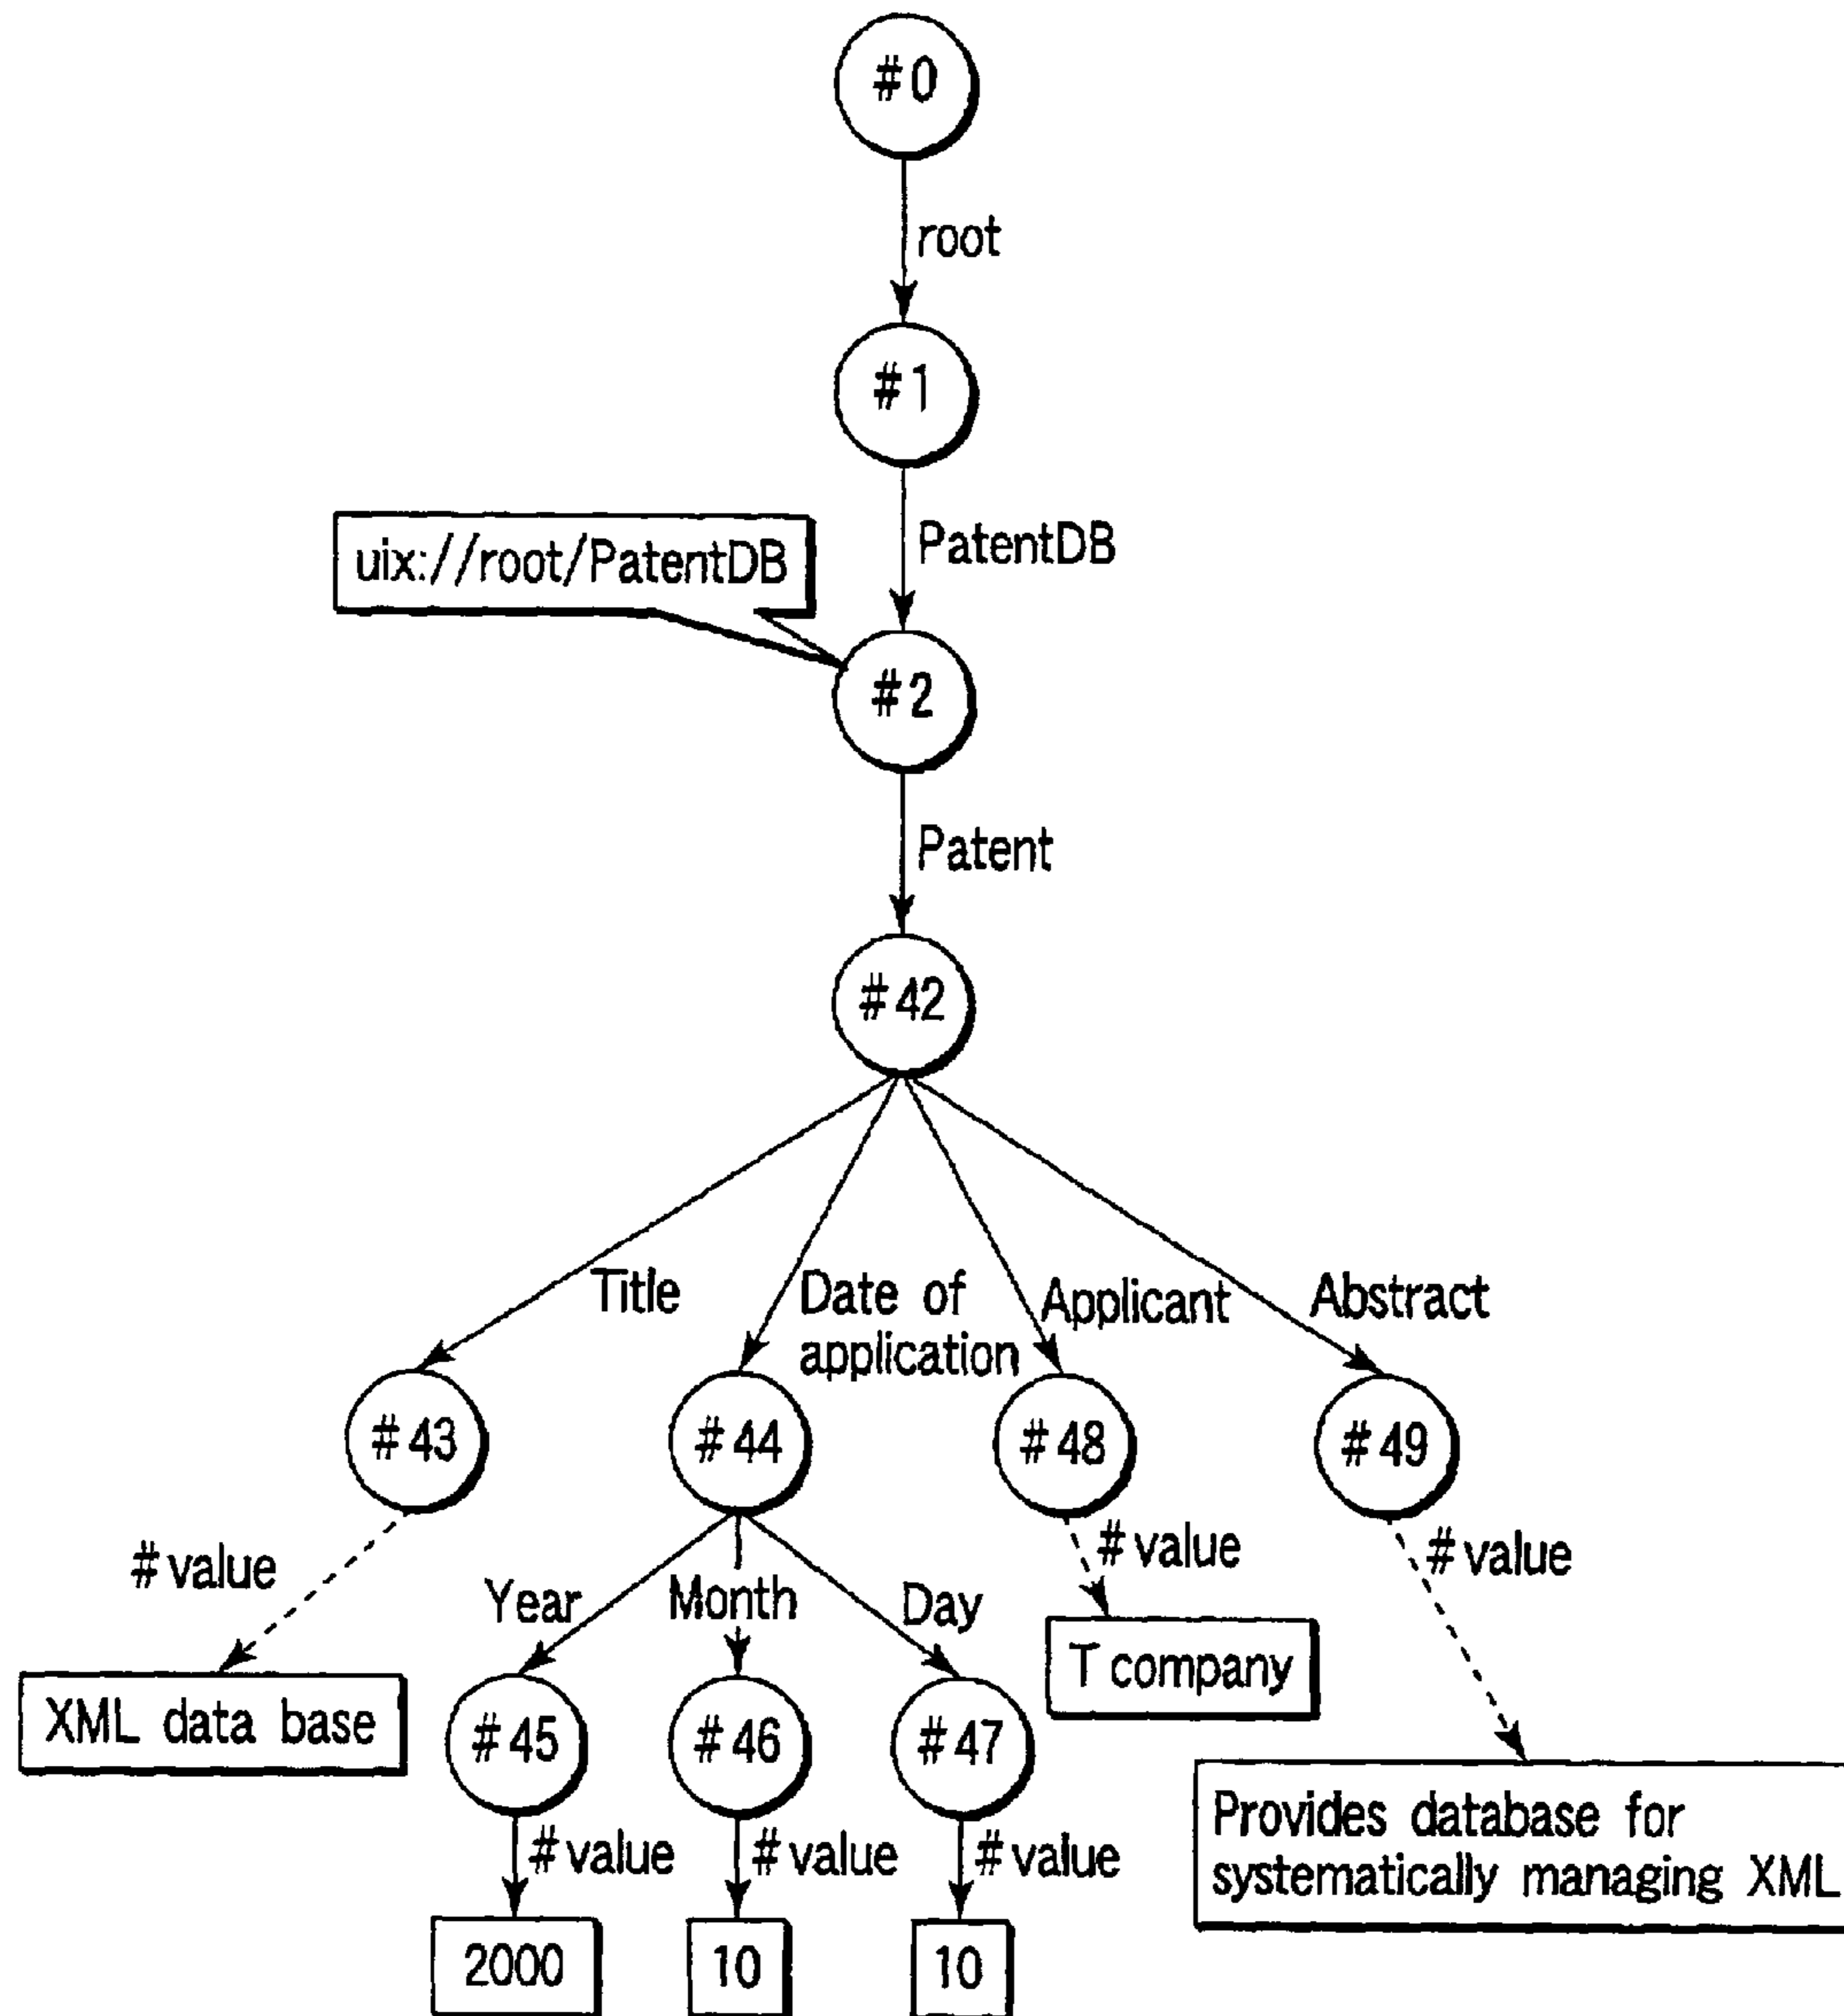 #0
root
#1
PatentDB
uix://root/PatentDB
#2
Patent
#42
Title
Date of
application
Applicant
Abstract
#43
#44
#48
#49
#value
#value
#value
Year
Month
Day
XML data base
#45
#46
#47
T company
#value
#value
#value
Provides database for
systematically managing XML
2000
10
10